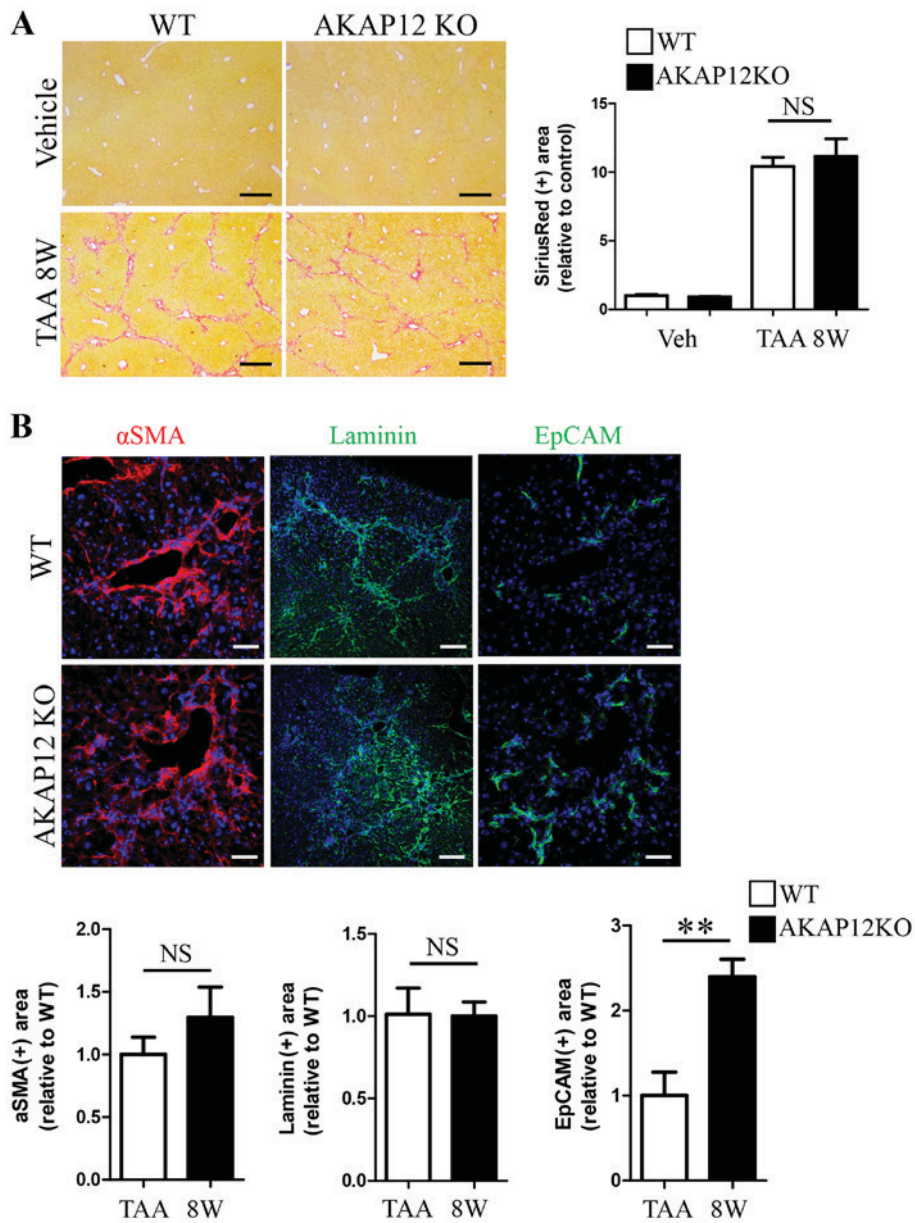 A
WT
AKAP12 KO
Vehicle
TAA 8W
WT
AKAP12KO
SiriusRed (+) area
(relative to control)
15
10
5
0
NS
Veh
TAA 8W
B
αSMA
Laminin
EpCAM
WT
AKAP12 KO
WT
AKAP12KO
aSMA(+) area
(relative to WT)
2.0
1.5
1.0
0.5
0.0
NS
TAA 8W
Laminin(+) area
(relative to WT)
1.5
1.0
0.5
0.0
NS
TAA 8W
EpCAM(+) area
(relative to WT)
3
2
1
0
**
TAA 8W